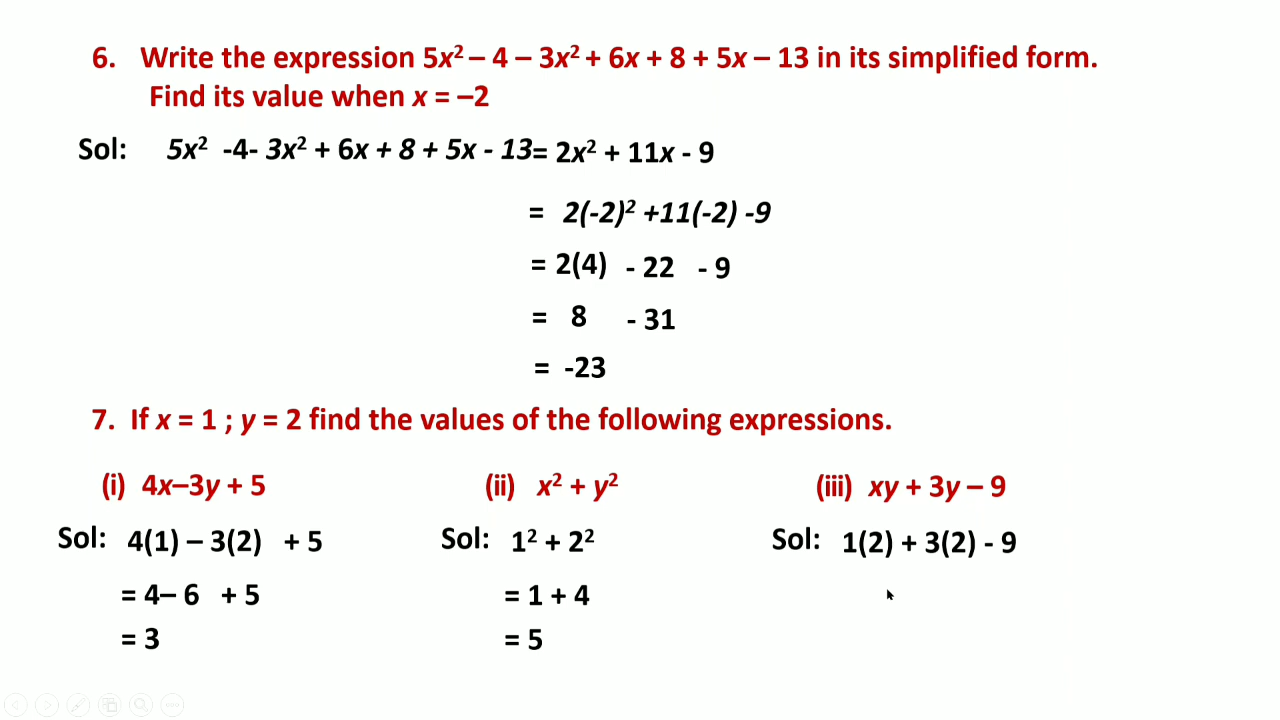 6. Write the expression 5x² – 4 – 3x² + 6x + 8 + 5x – 13 in its simplified form.
Find its value when x = –2
Sol: 5x² -4- 3x² + 6x + 8 + 5x - 13= 2x² + 11x - 9
= 2(-2)² +11(-2) -9
= 2(4) - 22 - 9
= 8 - 31
= -23
7. If x = 1 ; y = 2 find the values of the following expressions.
(i) 4x–3y + 5 (ii) x² + y² (iii) xy + 3y – 9
Sol: 4(1) – 3(2) + 5 Sol: 1² + 2² Sol: 1(2) + 3(2) - 9
= 4– 6 + 5 = 1 + 4
= 3 = 5